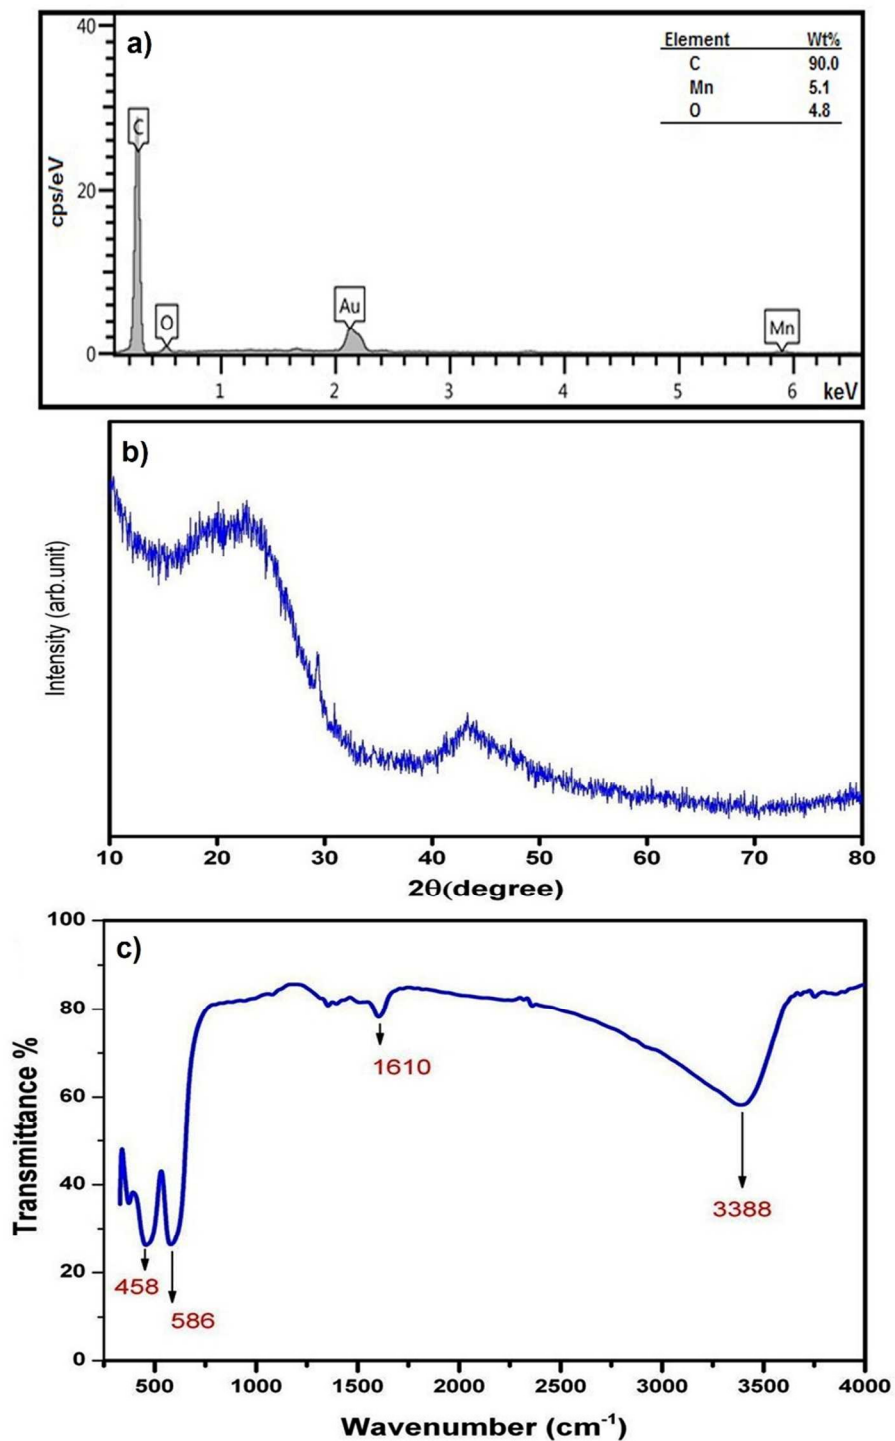 a)
Element Wt%
C 90.0
Mn 5.1
O 4.8
cps/eV
40
20
0
C
O
Au
Mn
1 2 3 4 5 6 keV
b)
Intensity (arb.unit)
10 20 30 40 50 60 70 80
2θ(degree)
c)
Transmittance %
100
80
60
40
20
0
1610
3388
458
586
500 1000 1500 2000 2500 3000 3500 4000
Wavenumber (cm⁻¹)